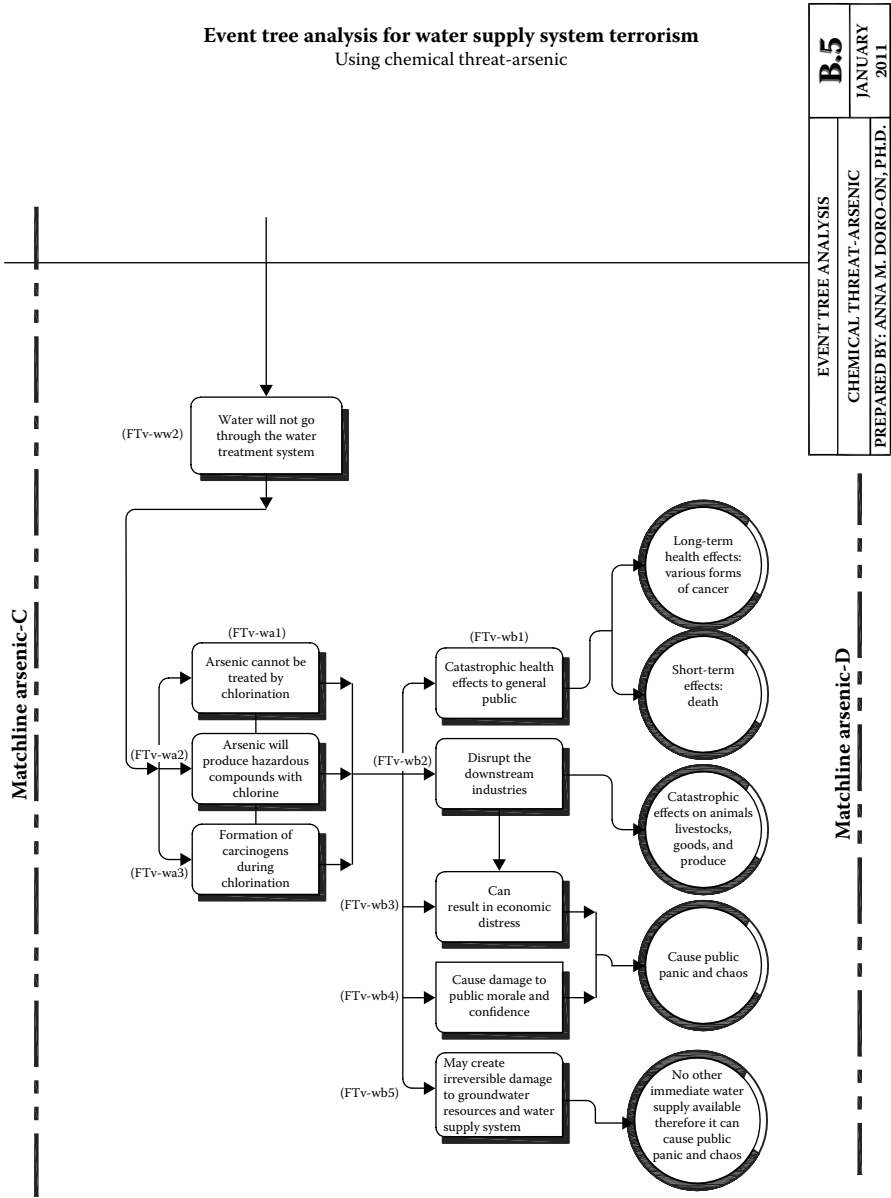 Event tree analysis for water supply system terrorism
Using chemical threat-arsenic
B.5
JANUARY
2011
EVENT TREE ANALYSIS
CHEMICAL THREAT-ARSENIC
PREPARED BY: ANNA M. DORO-ON, PH.D.
Matchline arsenic-C
(FTv-ww2)
Water will not go
through the water
treatment system
(FTv-wa1)
Arsenic cannot be
treated by
chlorination
(FTv-wa2)
Arsenic will
produce hazardous
compounds with
chlorine
(FTv-wa3)
Formation of
carcinogens
during
chlorination
(FTv-wb1)
Catastrophic health
effects to general
public
(FTv-wb2)
Disrupt the
downstream
industries
(FTv-wb3)
Can
result in economic
distress
(FTv-wb4)
Cause damage to
public morale and
confidence
(FTv-wb5)
May create
irreversible damage
to groundwater
resources and water
supply system
Long-term
health effects:
various forms
of cancer
Short-term
effects:
death
Catastrophic
effects on animals
livestocks,
goods, and
produce
Cause public
panic and chaos
No other
immediate water
supply available
therefore it can
cause public
panic and chaos
Matchline arsenic-D